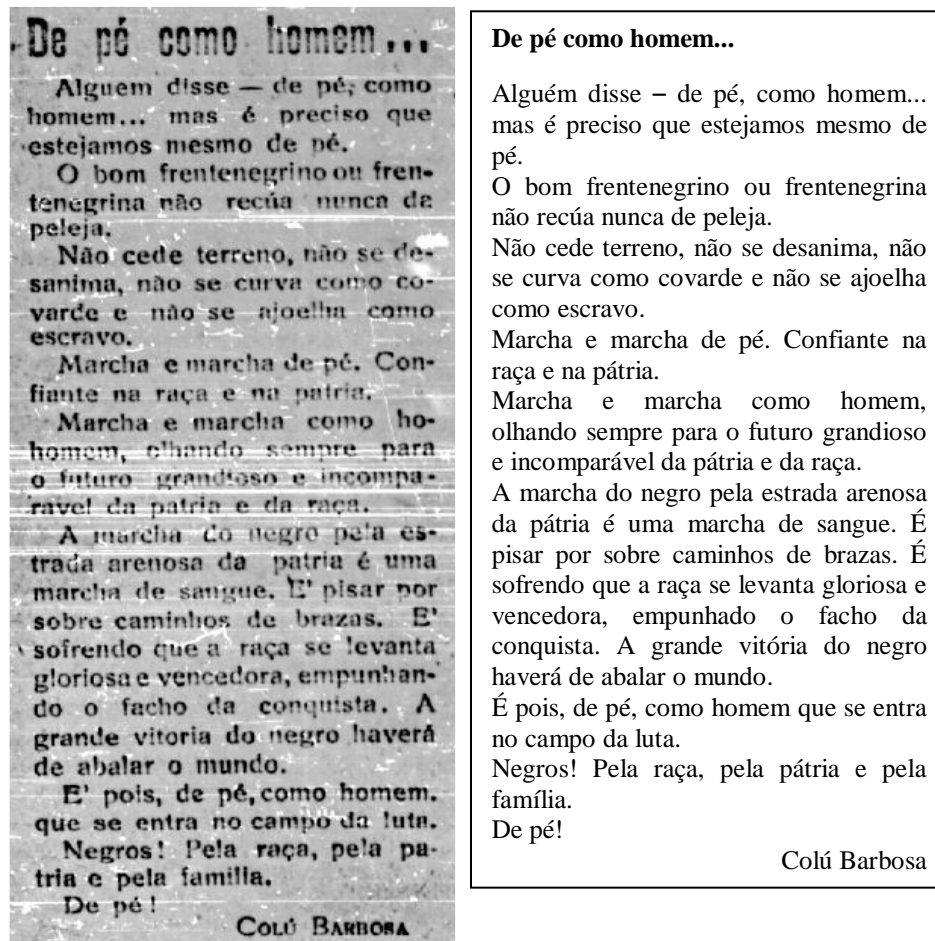 De pé como homem...
Alguem disse — de pé, como
homem... mas é preciso que
estejamos mesmo de pé.
O bom frentenegrino ou fren-
tenegrina não recúa nunca da
peleja.
Não cede terreno, não se de-
sanima, não se curva como co-
varde e não se ajoelha como
escravo.
Marcha e marcha de pé. Con-
fiante na raça e na patria.
Marcha e marcha como ho-
homem, olhando sempre para
o futuro grandioso e incompa-
ravel da patria e da raça.
A marcha do negro pela es-
trada arenosa da patria é uma
marcha de sangue. E' pisar por
sobre caminhos de brazas. E'
sofrendo que a raça se levanta
gloriosa e vencedora, empunhan-
do o facho da conquista. A
grande vitoria do negro haverá
de abalar o mundo.
E' pois, de pé, como homem.
que se entra no campo da luta.
Negros! Pela raça, pela pa-
tria e pela familia.
De pé!
COLÚ BARBOSA
De pé como homem...
Alguém disse – de pé, como homem...
mas é preciso que estejamos mesmo de
pé.
O bom frentenegrino ou frentenegrina
não recúa nunca de peleja.
Não cede terreno, não se desanima, não
se curva como covarde e não se ajoelha
como escravo.
Marcha e marcha de pé. Confiante na
raça e na pátria.
Marcha e marcha como homem,
olhando sempre para o futuro grandioso
e incomparável da pátria e da raça.
A marcha do negro pela estrada arenosa
da pátria é uma marcha de sangue. É
pisar por sobre caminhos de brazas. É
sofrendo que a raça se levanta gloriosa e
vencedora, empunhado o facho da
conquista. A grande vitória do negro
haverá de abalar o mundo.
É pois, de pé, como homem que se entra
no campo da luta.
Negros! Pela raça, pela pátria e pela
família.
De pé!
Colú Barbosa